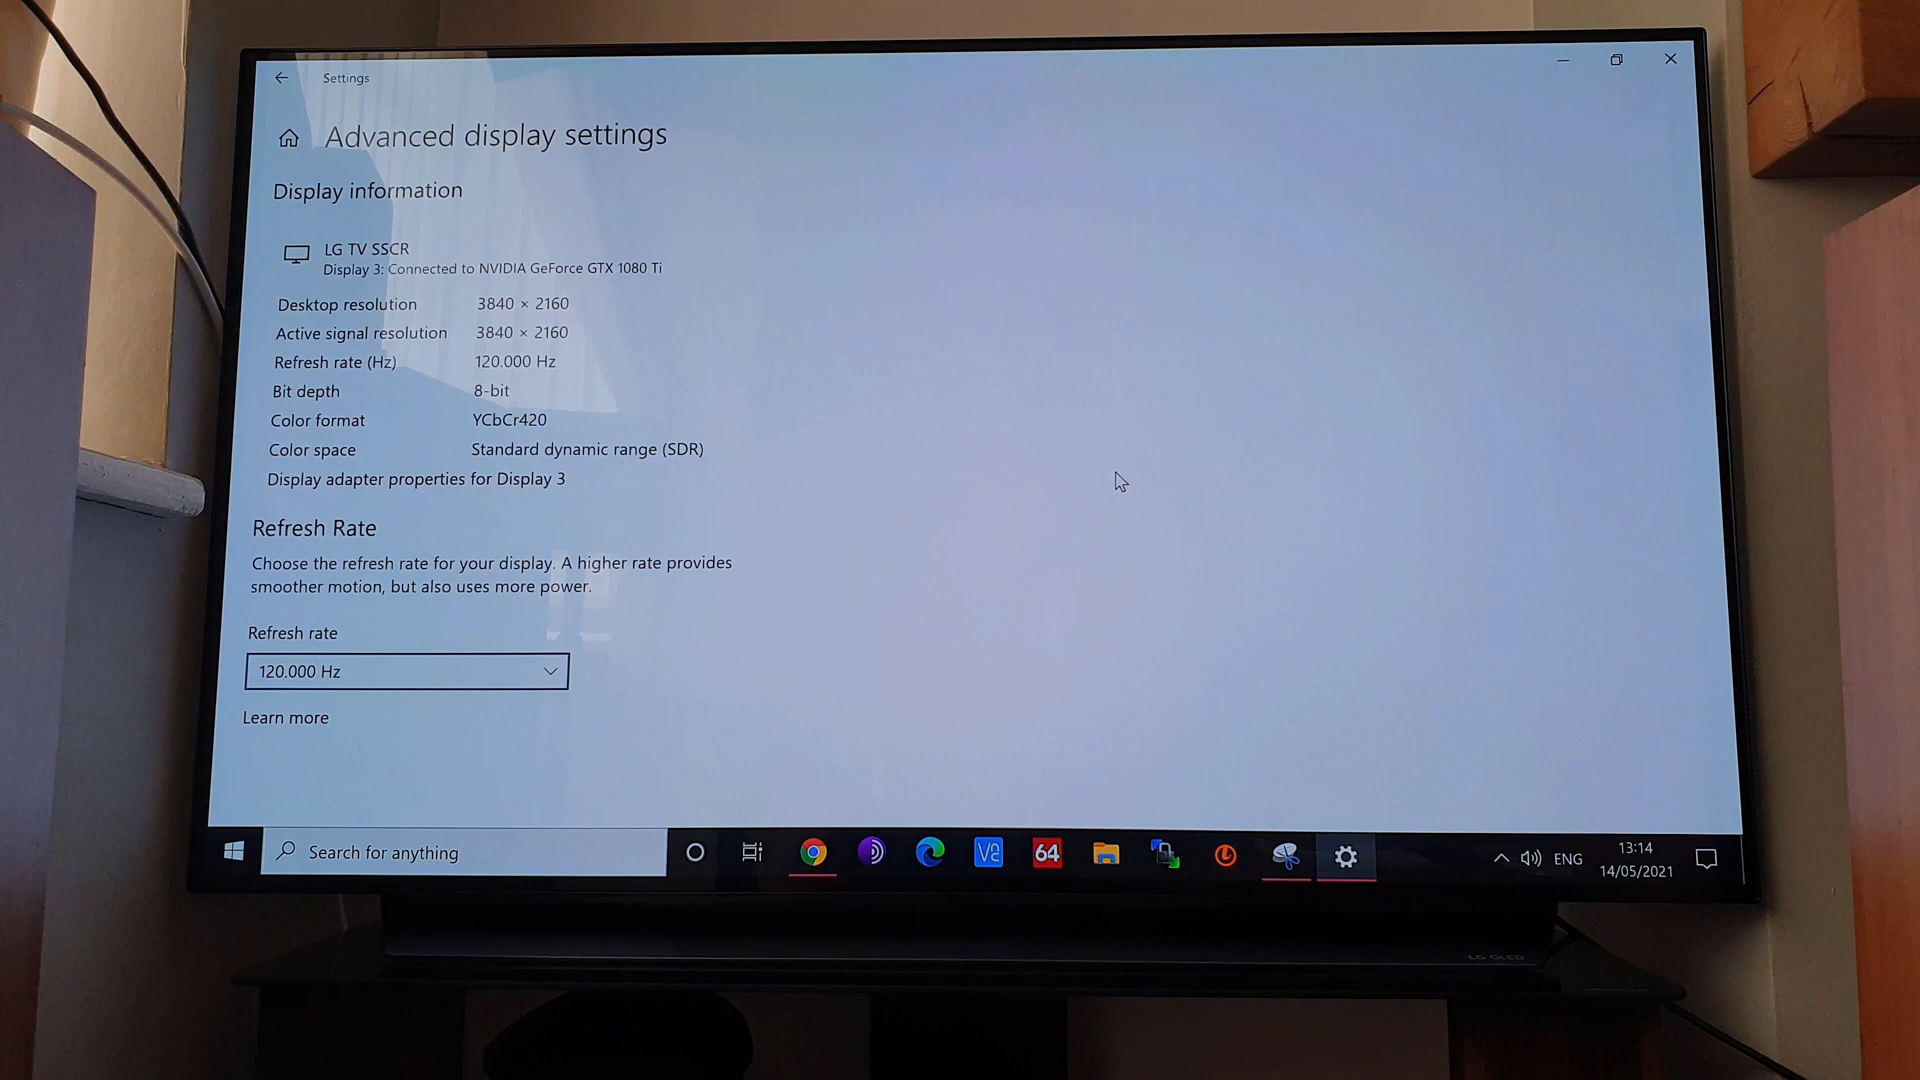 Settings
Advanced display settings
Display information
LG TV SSCR
Display 3: Connected to NVIDIA GeForce GTX 1080 Ti
Desktop resolution 3840 × 2160
Active signal resolution 3840 × 2160
Refresh rate (Hz) 120.000 Hz
Bit depth 8-bit
Color format YCbCr420
Color space Standard dynamic range (SDR)
Display adapter properties for Display 3
Refresh Rate
Choose the refresh rate for your display. A higher rate provides
smoother motion, but also uses more power.
Refresh rate
120.000 Hz
Learn more
Search for anything
64
ENG
13:14
14/05/2021
LG OLED